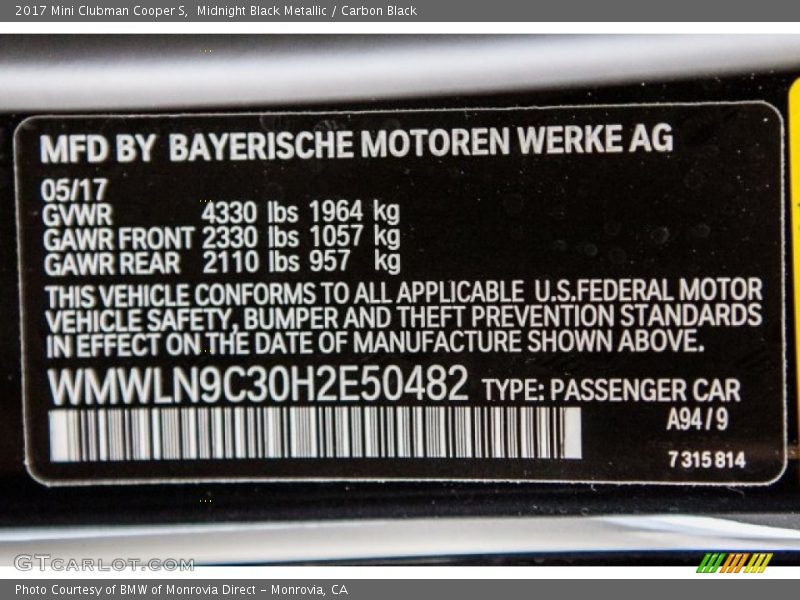 2017 Mini Clubman Cooper S,  Midnight Black Metallic / Carbon Black
MFD BY BAYERISCHE MOTOREN WERKE AG
05/17
GVWR 4330 lbs 1964 kg
GAWR FRONT 2330 lbs 1057 kg
GAWR REAR 2110 lbs 957 kg
THIS VEHICLE CONFORMS TO ALL APPLICABLE U.S.FEDERAL MOTOR
VEHICLE SAFETY, BUMPER AND THEFT PREVENTION STANDARDS
IN EFFECT ON THE DATE OF MANUFACTURE SHOWN ABOVE.
WMWLN9C30H2E50482 TYPE: PASSENGER CAR
A94/9
7 315 814
GTCARLOT.COM
Photo Courtesy of BMW of Monrovia Direct - Monrovia, CA